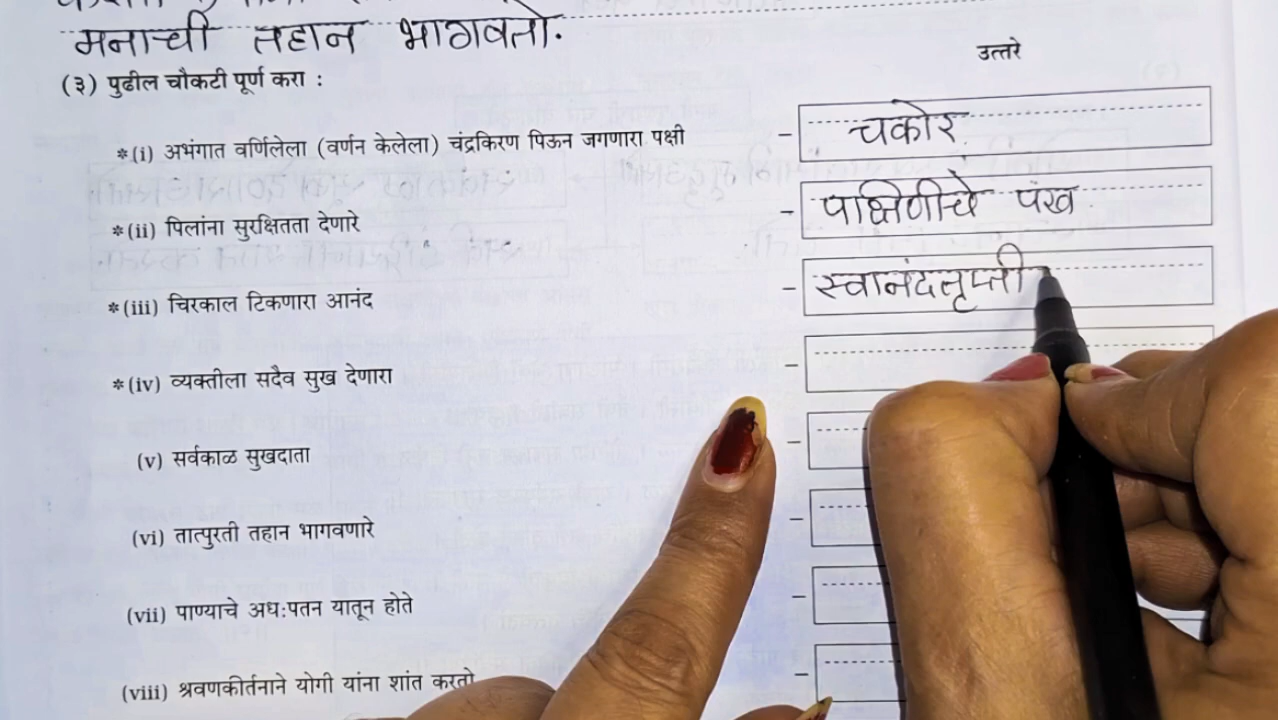 मनाची तहान भागवतो.
उत्तरे
(३) पुढील चौकटी पूर्ण करा :
*(i) अभंगात वर्णिलेला (वर्णन केलेला) चंद्रकिरण पिऊन जगणारा पक्षी - चकोर
*(ii) पिलांना सुरक्षितता देणारे - पक्षिणीचे पंख
*(iii) चिरकाल टिकणारा आनंद - स्वानंदतृप्ती
*(iv) व्यक्तीला सदैव सुख देणारा -
(v) सर्वकाळ सुखदाता -
(vi) तात्पुरती तहान भागवणारे -
(vii) पाण्याचे अध:पतन यातून होते -
(viii) श्रवणकीर्तनाने योगी यांना शांत करतो -